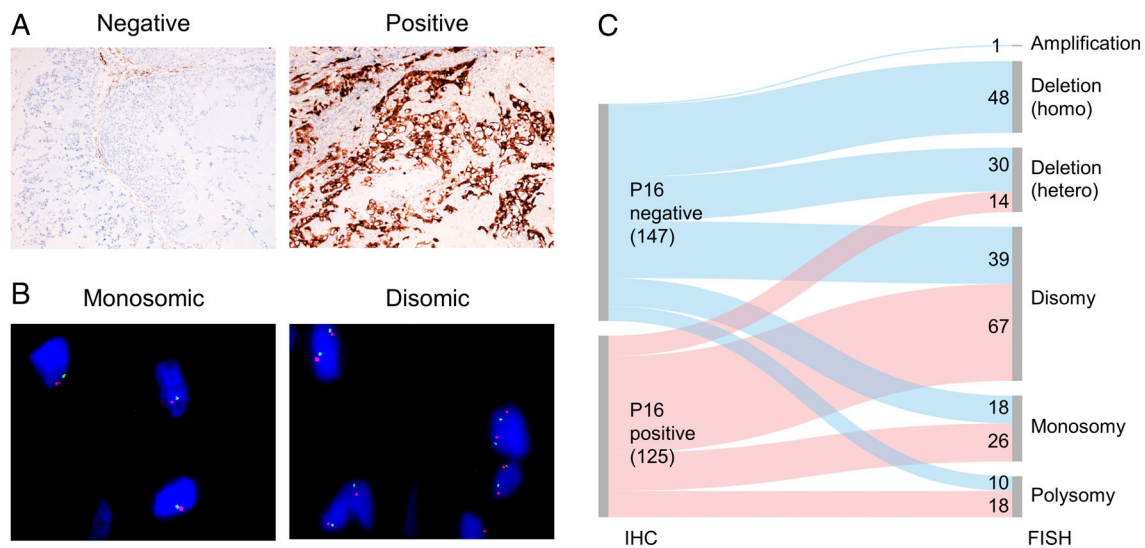 A
Negative
Positive
B
Monosomic
Disomic
C
P16
negative
(147)
P16
positive
(125)
IHC
1
Amplification
48
Deletion
(homo)
30
Deletion
(hetero)
14
39
Disomy
67
18
Monosomy
26
10
Polysomy
18
FISH